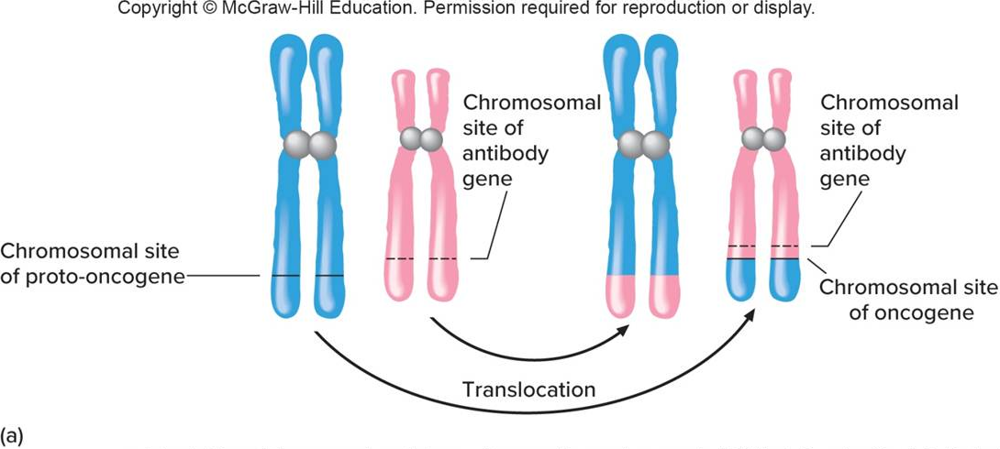 Copyright © McGraw-Hill Education. Permission required for reproduction or display.
Chromosomal
site of
antibody
gene
Chromosomal
site of
antibody
gene
Chromosomal site
of proto-oncogene
Chromosomal site
of oncogene
Translocation
(a)